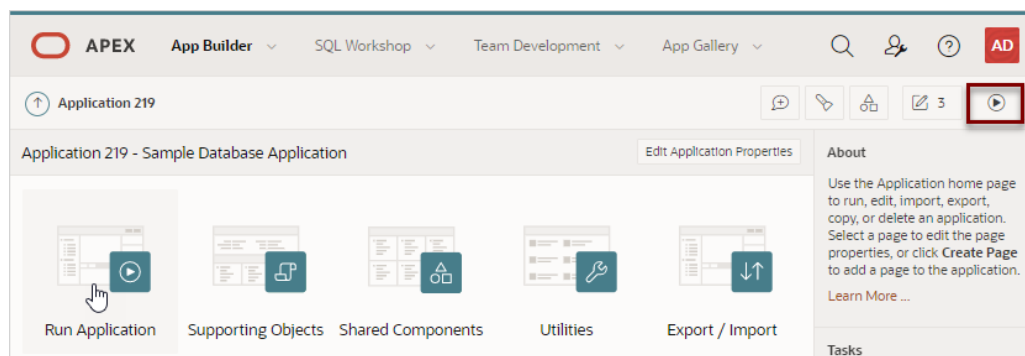 APEX App Builder SQL Workshop Team Development App Gallery AD
Application 219 3
Application 219 - Sample Database Application Edit Application Properties
About
Use the Application home page
to run, edit, import, export,
copy, or delete an application.
Select a page to edit the page
properties, or click Create Page
to add a page to the application.
Learn More ...
Run Application Supporting Objects Shared Components Utilities Export / Import
Tasks